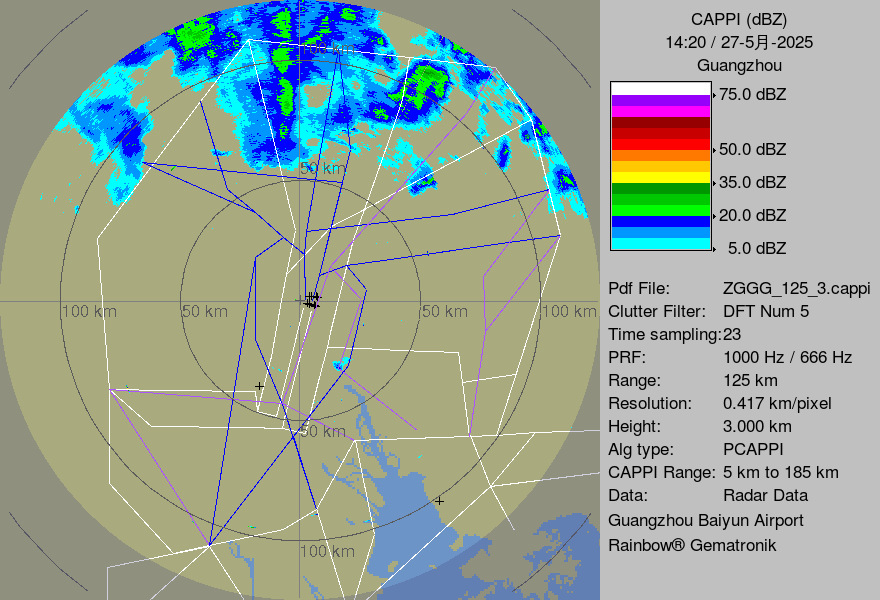 CAPPI (dBZ)
14:20 / 27-5月-2025
Guangzhou
75.0 dBZ
50.0 dBZ
35.0 dBZ
20.0 dBZ
5.0 dBZ
Pdf File: ZGGG_125_3.cappi
Clutter Filter: DFT Num 5
Time sampling:23
PRF: 1000 Hz / 666 Hz
Range: 125 km
Resolution: 0.417 km/pixel
Height: 3.000 km
Alg type: PCAPPI
CAPPI Range: 5 km to 185 km
Data: Radar Data
Guangzhou Baiyun Airport
Rainbow® Gematronik
100 km
50 km
100 km
50 km
50 km
100 km
50 km
100 km